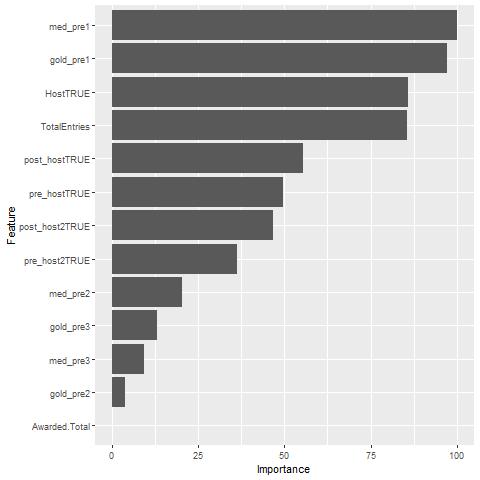 med_pre1
gold_pre1
HostTRUE
TotalEntries
post_hostTRUE
pre_hostTRUE
post_host2TRUE
pre_host2TRUE
med_pre2
gold_pre3
med_pre3
gold_pre2
Awarded.Total
Feature
0 25 50 75 100
Importance